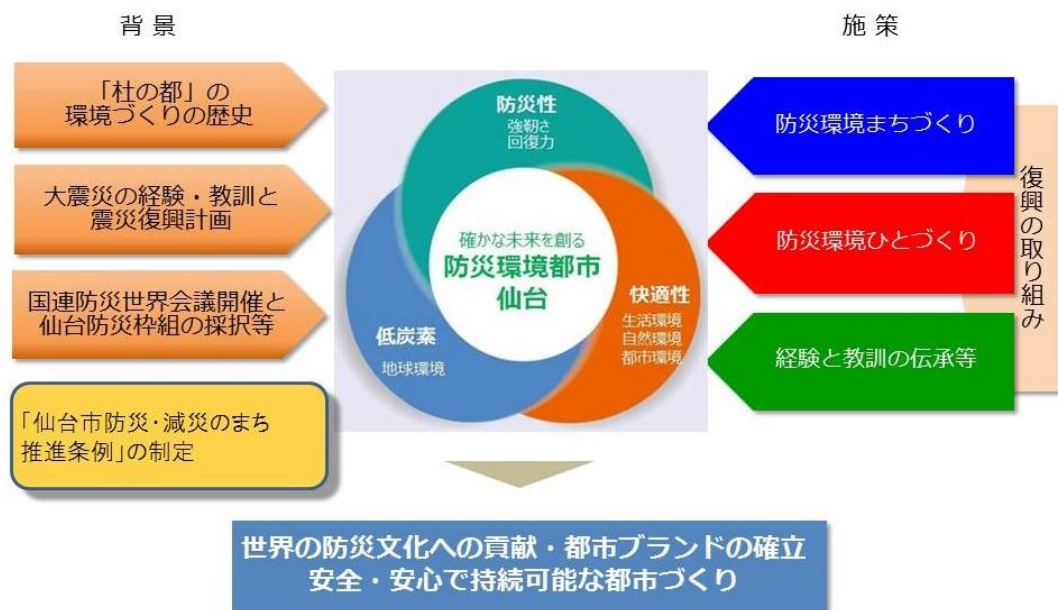 背景
「杜の都」の
環境づくりの歴史
大震災の経験・教訓と
震災復興計画
国連防災世界会議開催と
仙台防災枠組の採択等
「仙台市防災・減災のまち
推進条例」の制定
防災性
強靭さ
回復力
確かな未来を創る
防災環境都市
仙台
低炭素
地球環境
快適性
生活環境
自然環境
都市環境
施策
防災環境まちづくり
防災環境ひとづくり
経験と教訓の伝承等
復興の取り組み
世界の防災文化への貢献・都市ブランドの確立
安全・安心で持続可能な都市づくり